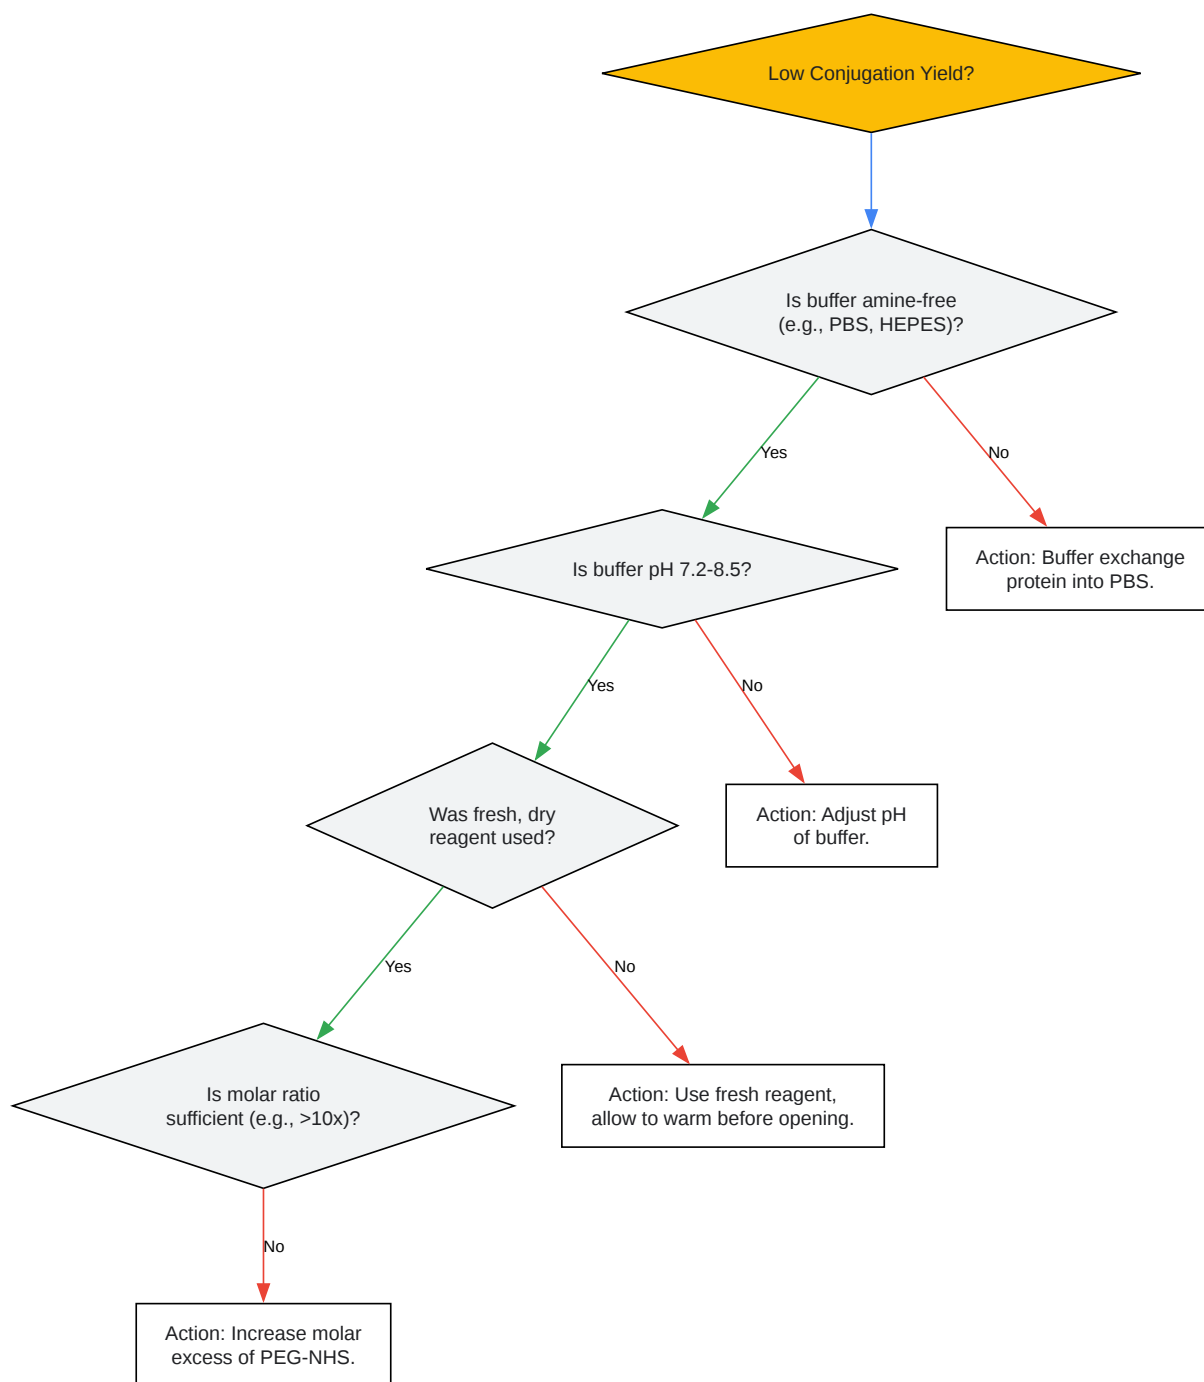 Low Conjugation Yield?
Is buffer amine-free
(e.g., PBS, HEPES)?
Yes
No
Is buffer pH 7.2-8.5?
Action: Buffer exchange
protein into PBS.
Yes
No
Was fresh, dry
reagent used?
Action: Adjust pH
of buffer.
Yes
No
Is molar ratio
sufficient (e.g., >10x)?
Action: Use fresh reagent,
allow to warm before opening.
No
Action: Increase molar
excess of PEG-NHS.